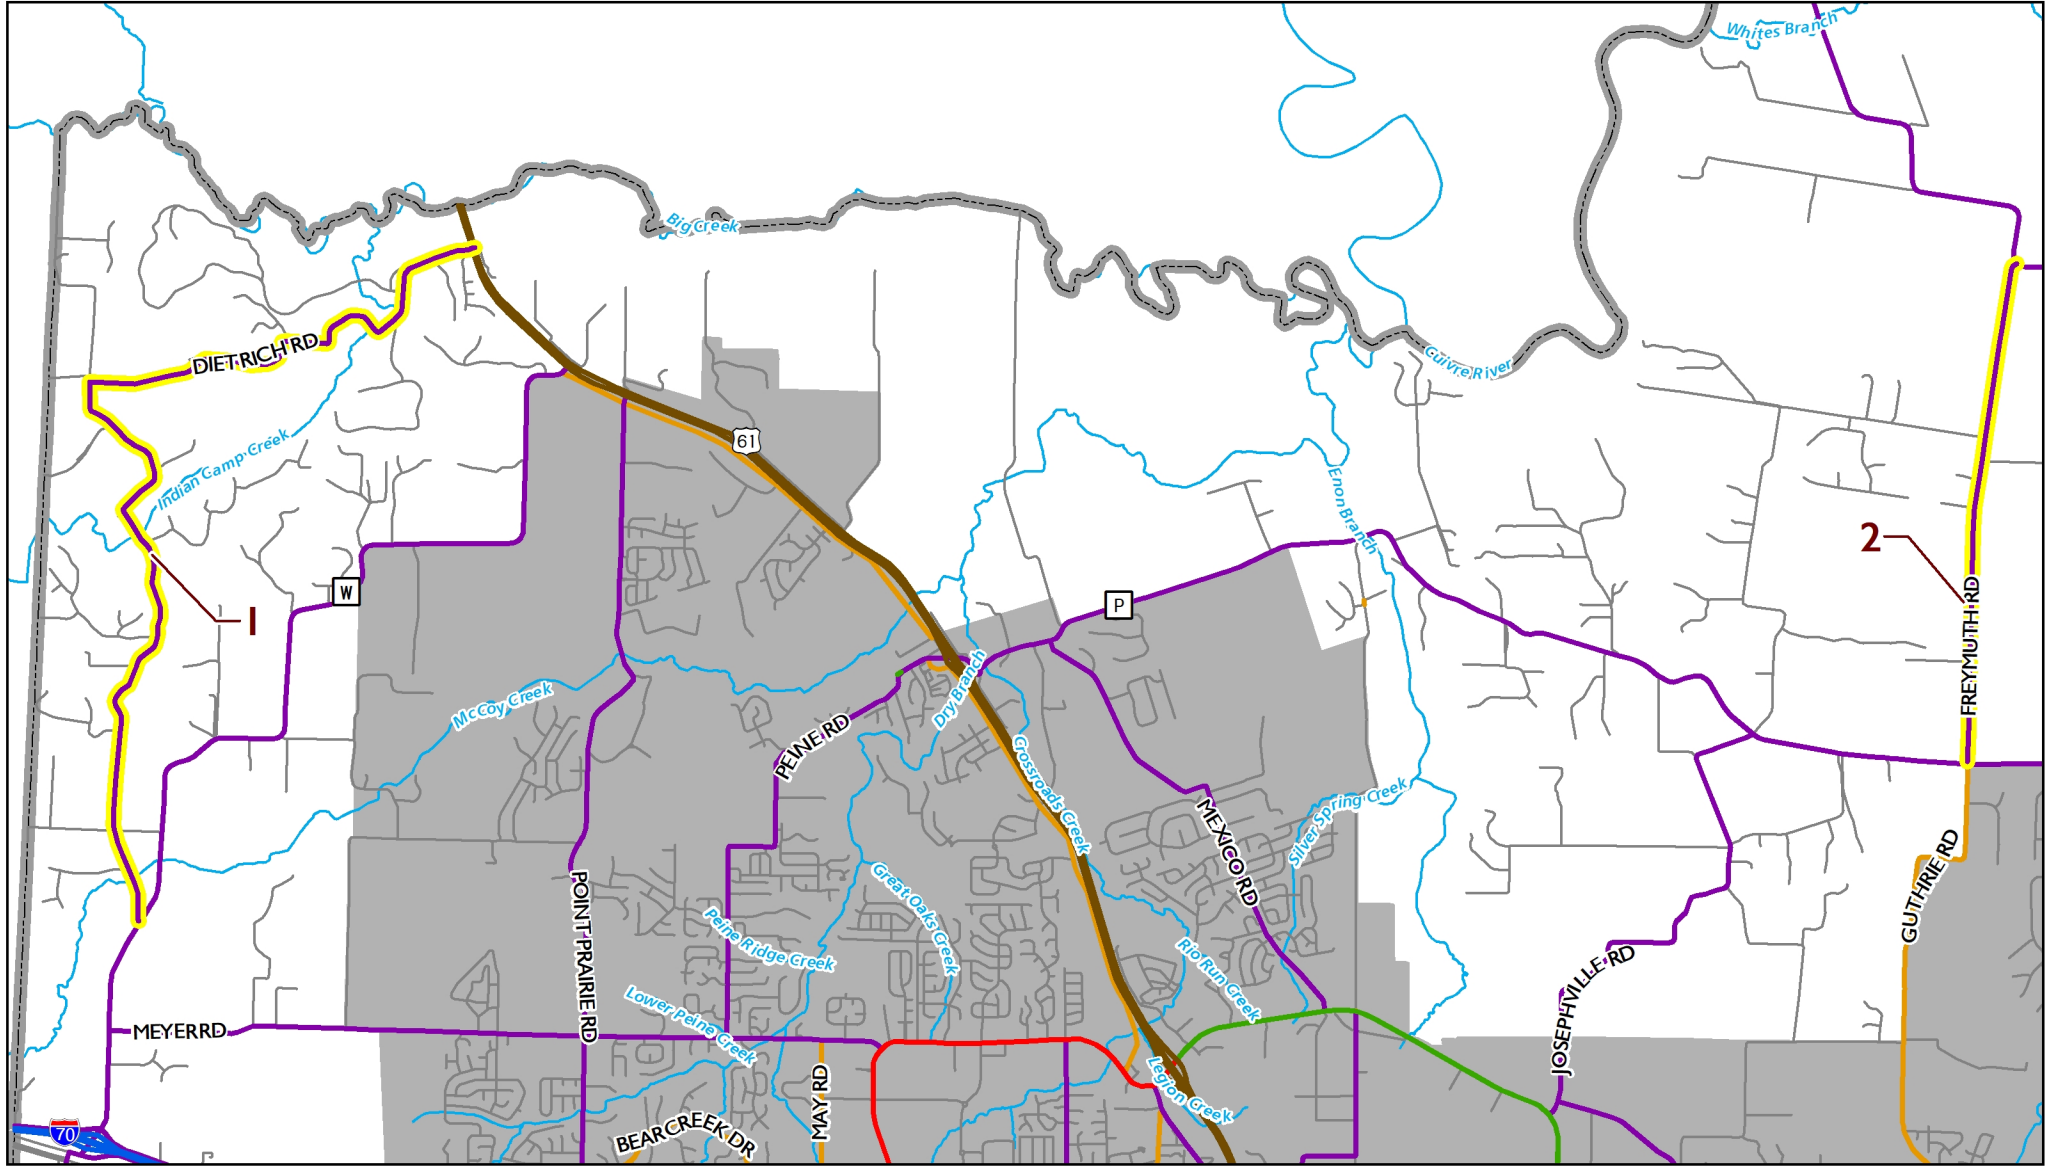 Whites Branch
Big Creek
DIETRICH RD
Cuivre River
61
Indian Camp Creek
Enon Branch
2
W
P
1
FREYMUTH RD
McCoy Creek
Dry Branch
PEINE RD
Crossroads Creek
MEXICO RD
Silver Spring Creek
GUTHRIE RD
POINT PRAIRIE RD
Great Oaks Creek
Peine Ridge Creek
Rio Run Creek
JOSEPHVILLE RD
Lower Peine Creek
MEYER RD
MAY RD
Legion Creek
70
BEAR CREEK DR